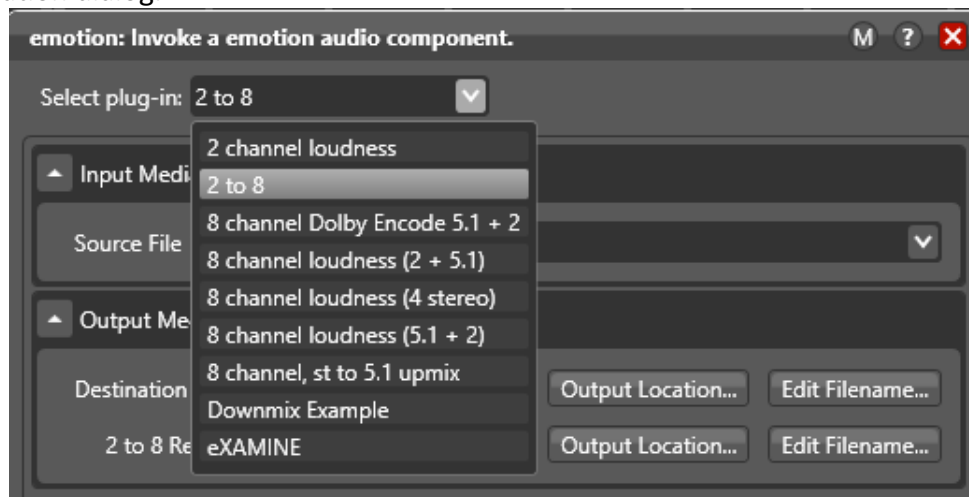 emotion: Invoke a emotion audio component. M ?
Select plug-in: 2 to 8
2 channel loudness
Input Medi
2 to 8
8 channel Dolby Encode 5.1 + 2
Source File
8 channel loudness (2 + 5.1)
8 channel loudness (4 stereo)
Output Me
8 channel loudness (5.1 + 2)
8 channel, st to 5.1 upmix
Destination Output Location... Edit Filename...
Downmix Example
2 to 8 Re Output Location... Edit Filename...
eXAMINE